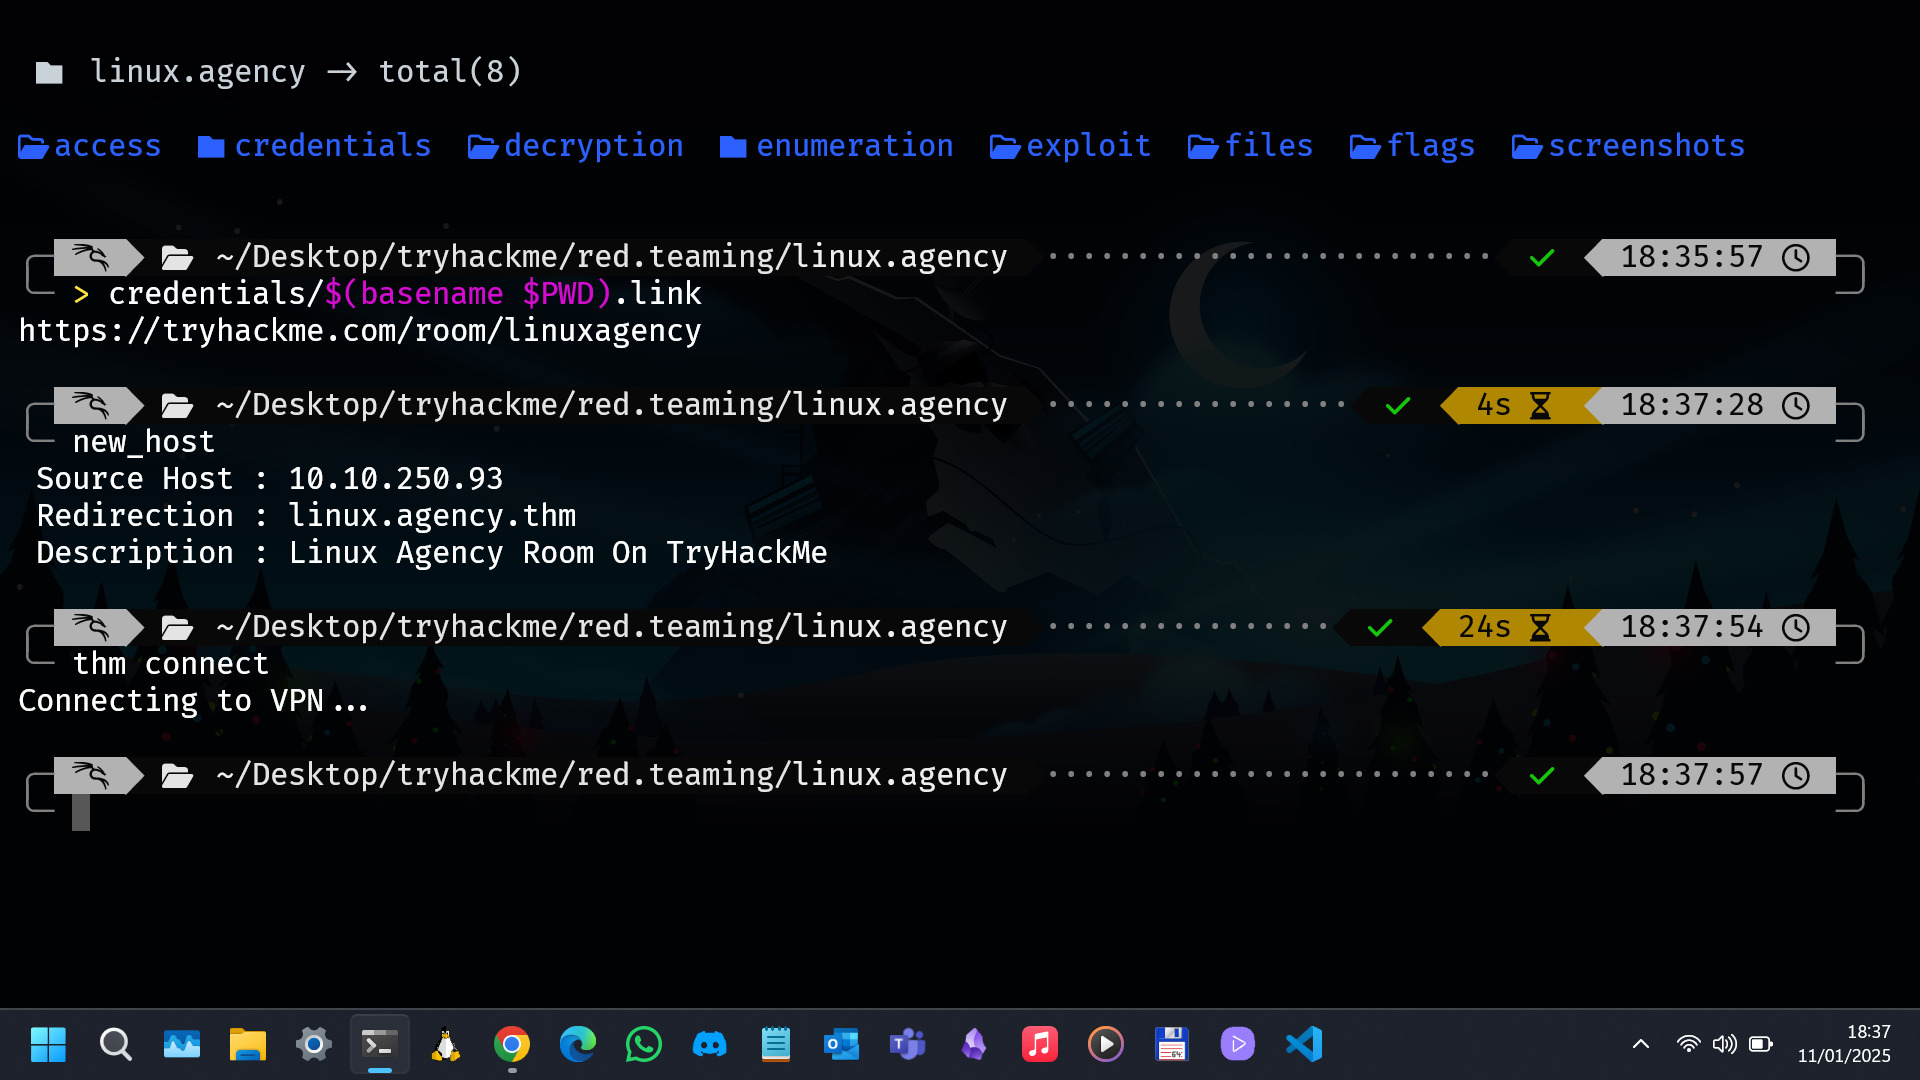 linux.agency → total(8)
access credentials decryption enumeration exploit files flags screenshots
~/Desktop/tryhackme/red.teaming/linux.agency 18:35:57
> credentials/$(basename $PWD).link
https://tryhackme.com/room/linuxagency
~/Desktop/tryhackme/red.teaming/linux.agency 4s 18:37:28
new_host
Source Host : 10.10.250.93
Redirection : linux.agency.thm
Description : Linux Agency Room On TryHackMe
~/Desktop/tryhackme/red.teaming/linux.agency 24s 18:37:54
thm connect
Connecting to VPN...
~/Desktop/tryhackme/red.teaming/linux.agency 18:37:57
18:37
11/01/2025